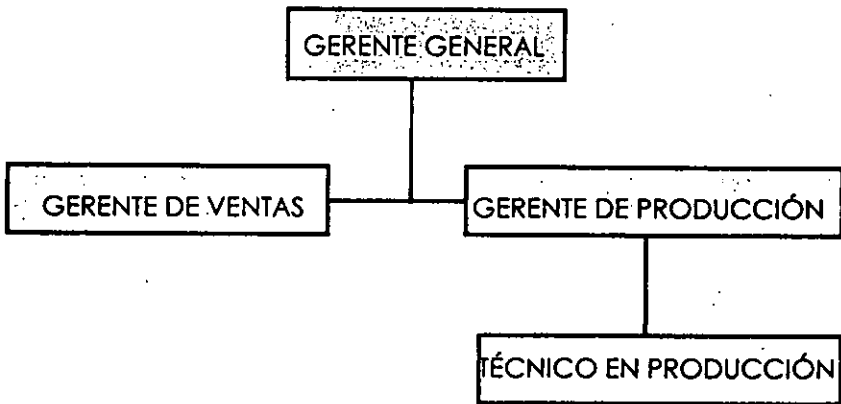 GERENTE GENERAL
GERENTE DE VENTAS
GERENTE DE PRODUCCIÓN
TÉCNICO EN PRODUCCIÓN